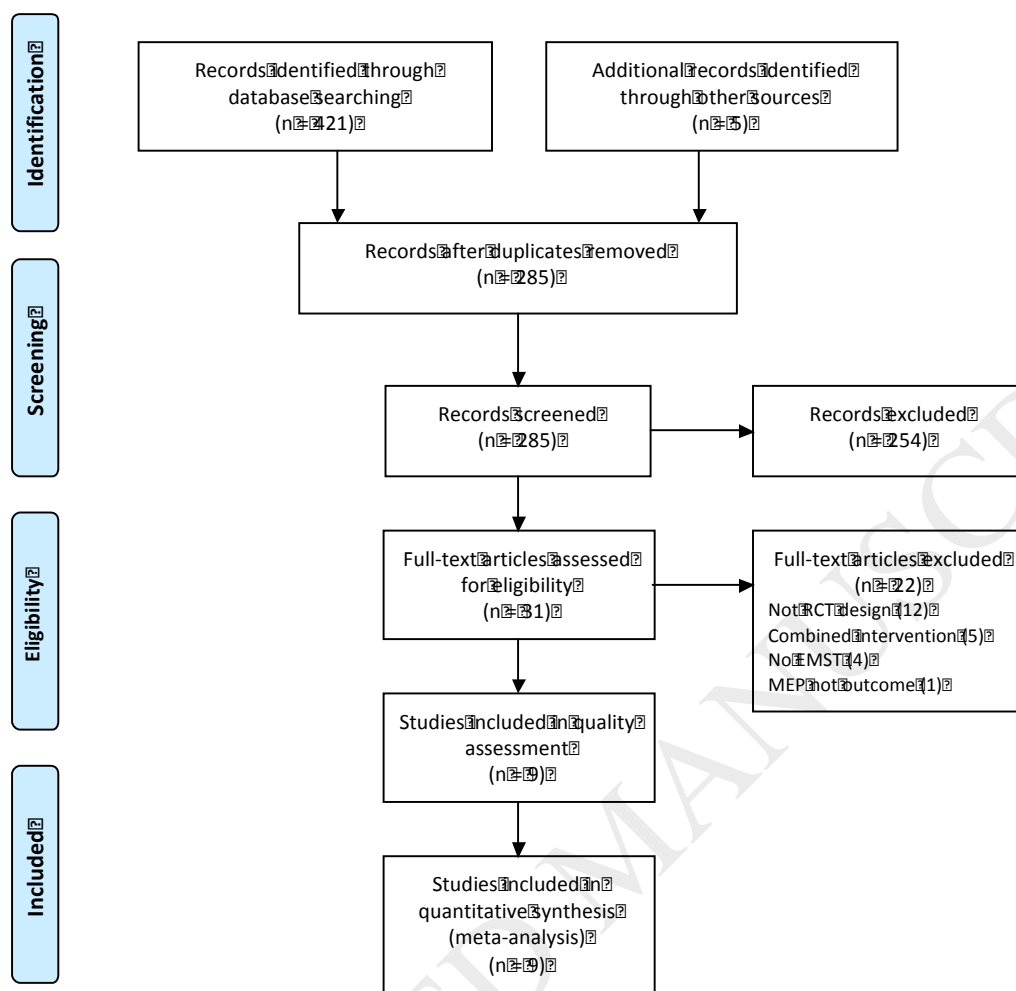 Identification
Records identified through
database searching
(n = 421)
Additional records identified
through other sources
(n = 5)
Records after duplicates removed
(n = 285)
Screening
Records screened
(n = 285)
Records excluded
(n = 254)
Eligibility
Full-text articles assessed
for eligibility
(n = 31)
Full-text articles excluded
(n = 22)
Not RCT design (12)
Combined intervention (5)
No EMST (4)
MEP not outcome (1)
Studies included in quality
assessment
(n = 9)
Included
Studies included in
quantitative synthesis
(meta-analysis)
(n = 9)
ED MANUSCRI